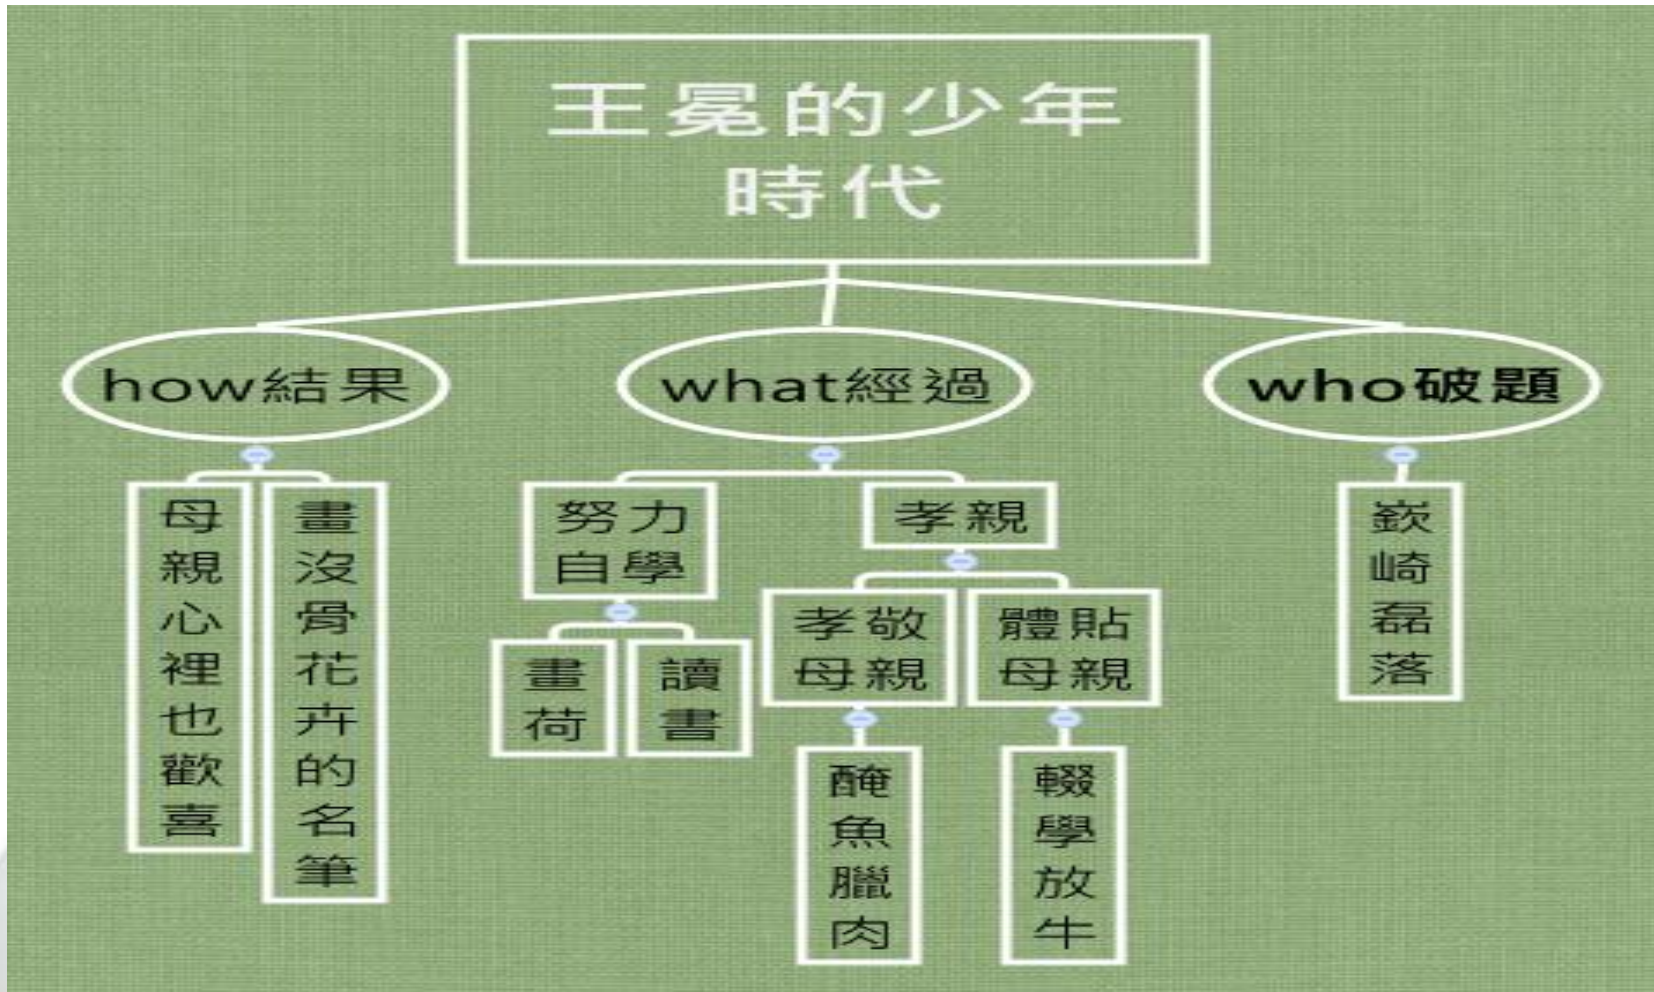 王冕的少年
時代
how結果
what經過
who破題
母親心裡也歡喜
畫沒骨花卉的名筆
努力
自學
孝親
嶔崎磊落
畫荷
讀書
孝敬
母親
體貼
母親
醃魚臘肉
輟學放牛